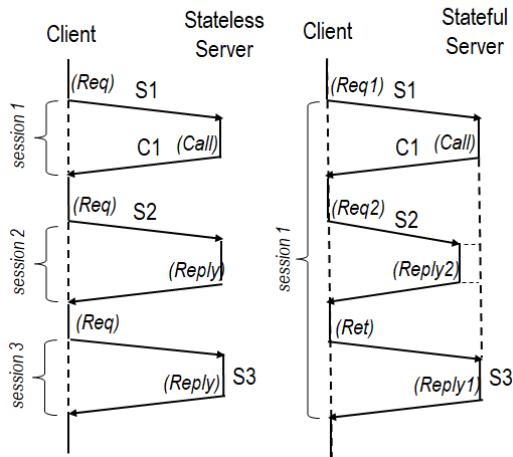 Client
Stateless
Server
(Req)
S1
session 1
C1
(Call)
(Req)
S2
session 2
(Reply)
(Req)
session 3
(Reply)
S3
Client
Stateful
Server
(Req1)
S1
C1
(Call)
(Req2)
S2
session 1
(Reply2)
(Ret)
(Reply1)
S3